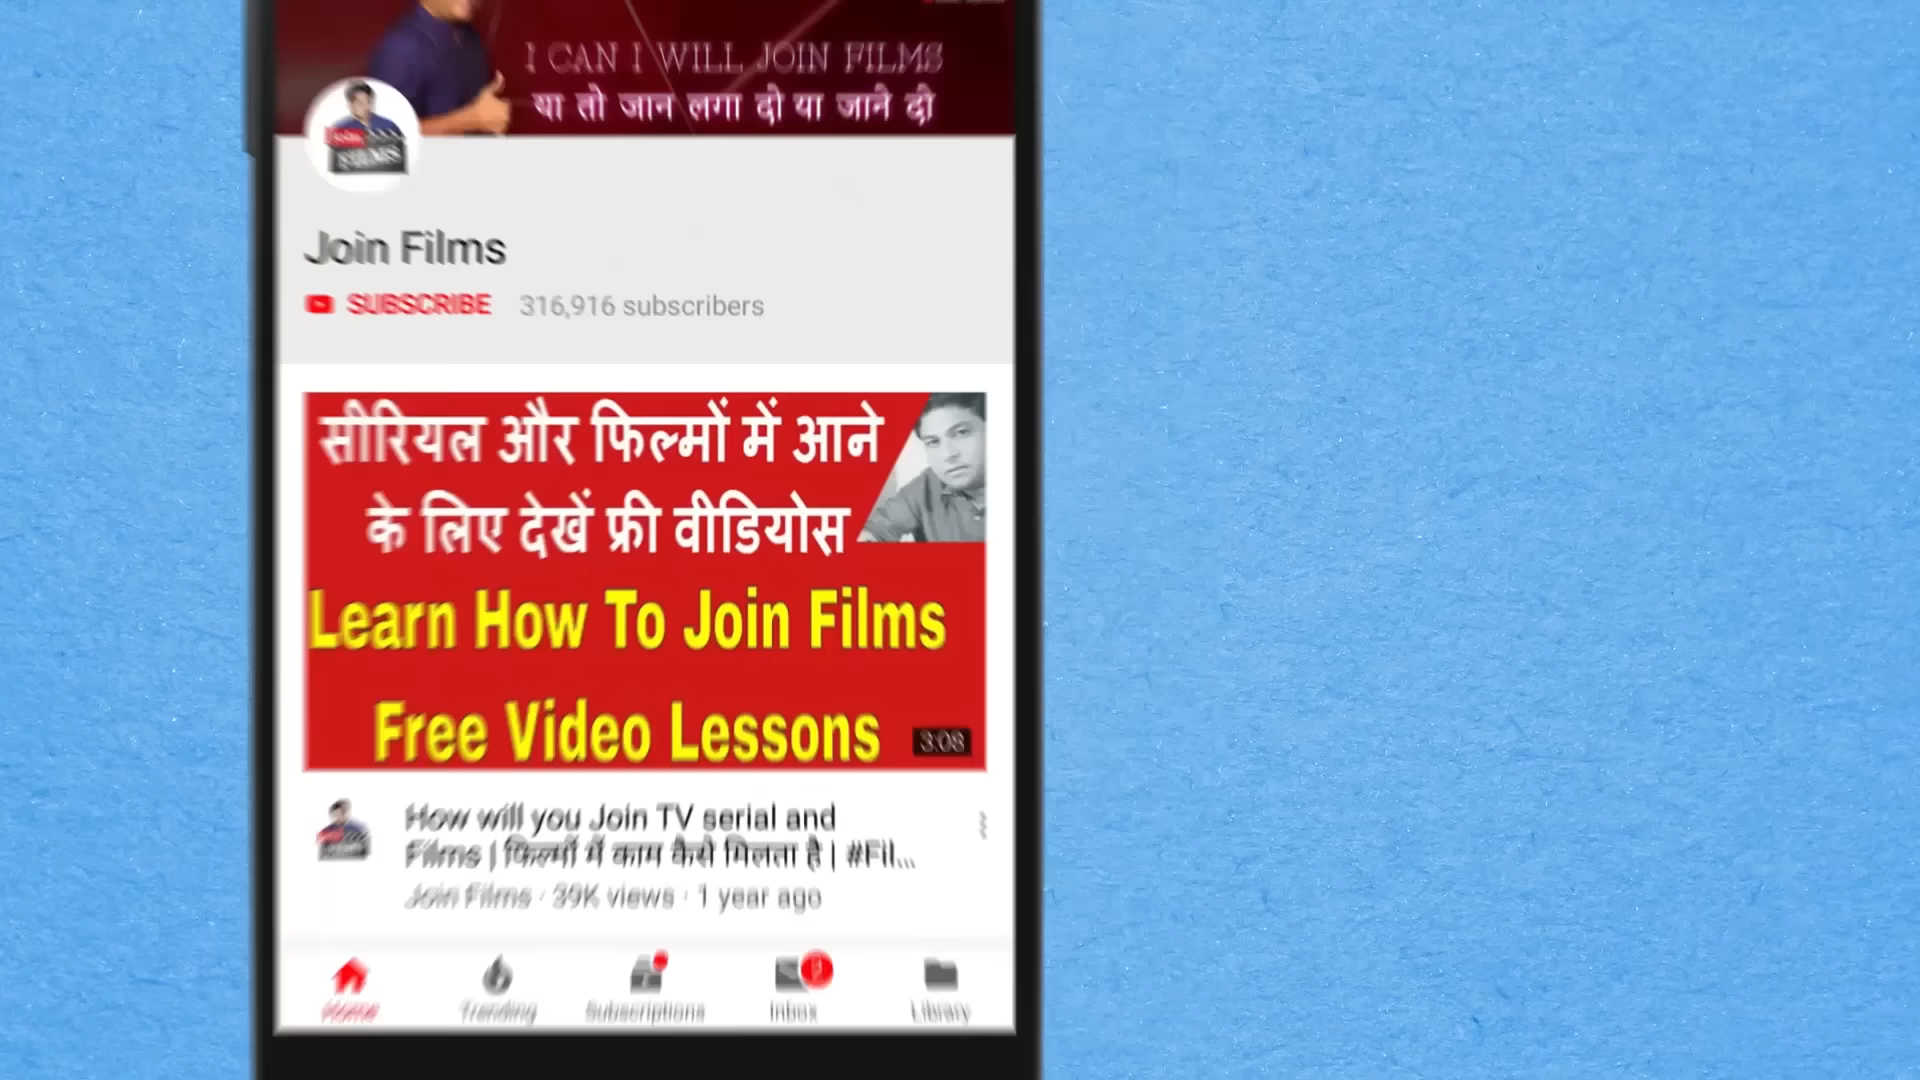 I CAN I WILL JOIN FILMS
या तो जान लगा दो या जाने दो
Join
FILMS
Join Films
SUBSCRIBE 316,916 subscribers
सीरियल और फिल्मों में आने
के लिए देखें फ्री वीडियोस
Learn How To Join Films
Free Video Lessons
3:08
How will you Join TV serial and
Films | फिल्मों में काम कैसे मिलता है | #Fil...
Join Films · 39K views · 1 year ago
Home Trending Subscriptions Inbox Library